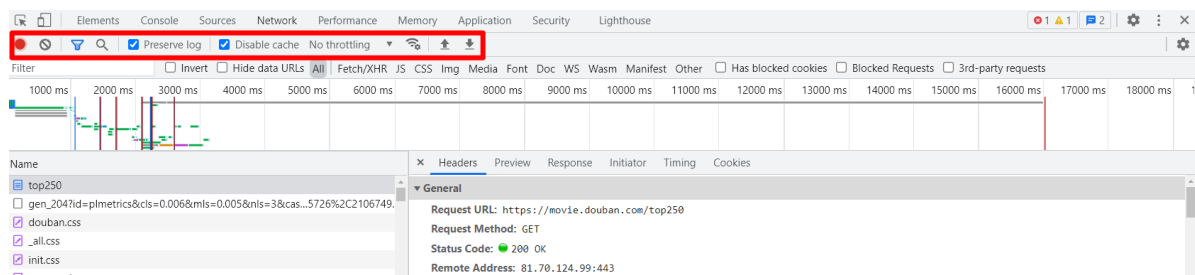 Elements Console Sources Network Performance Memory Application Security Lighthouse 1 1 2
Preserve log Disable cache No throttling
Filter Invert Hide data URLs All Fetch/XHR JS CSS Img Media Font Doc WS Wasm Manifest Other Has blocked cookies Blocked Requests 3rd-party requests
1000 ms 2000 ms 3000 ms 4000 ms 5000 ms 6000 ms 7000 ms 8000 ms 9000 ms 10000 ms 11000 ms 12000 ms 13000 ms 14000 ms 15000 ms 16000 ms 17000 ms 18000 ms 1
Name × Headers Preview Response Initiator Timing Cookies
top250
General
gen_204?id=plmetrics&cls=0.006&mls=0.005&nls=3&cas...5726%2C2106749.
Request URL: https://movie.douban.com/top250
douban.css
Request Method: GET
_all.css
Status Code: 200 OK
init.css
Remote Address: 81.70.124.99:443